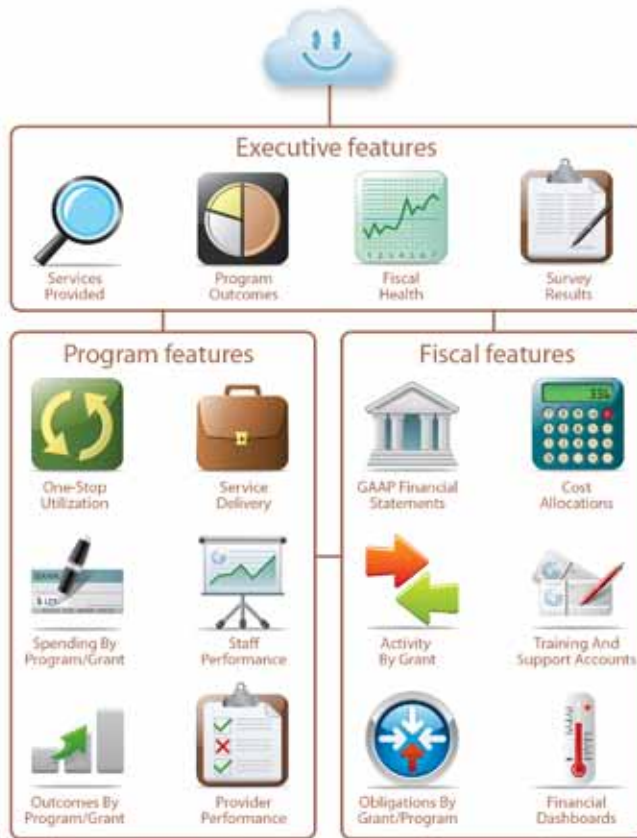 Executive features
Services
Provided
Program
Outcomes
Fiscal
Health
Survey
Results
Program features
One-Stop
Utilization
Service
Delivery
Spending By
Program/Grant
Staff
Performance
Outcomes By
Program/Grant
Provider
Performance
Fiscal features
GAAP Financial
Statements
Cost
Allocations
Activity
By Grant
Training And
Support Accounts
Obligations By
Grant/Program
Financial
Dashboards